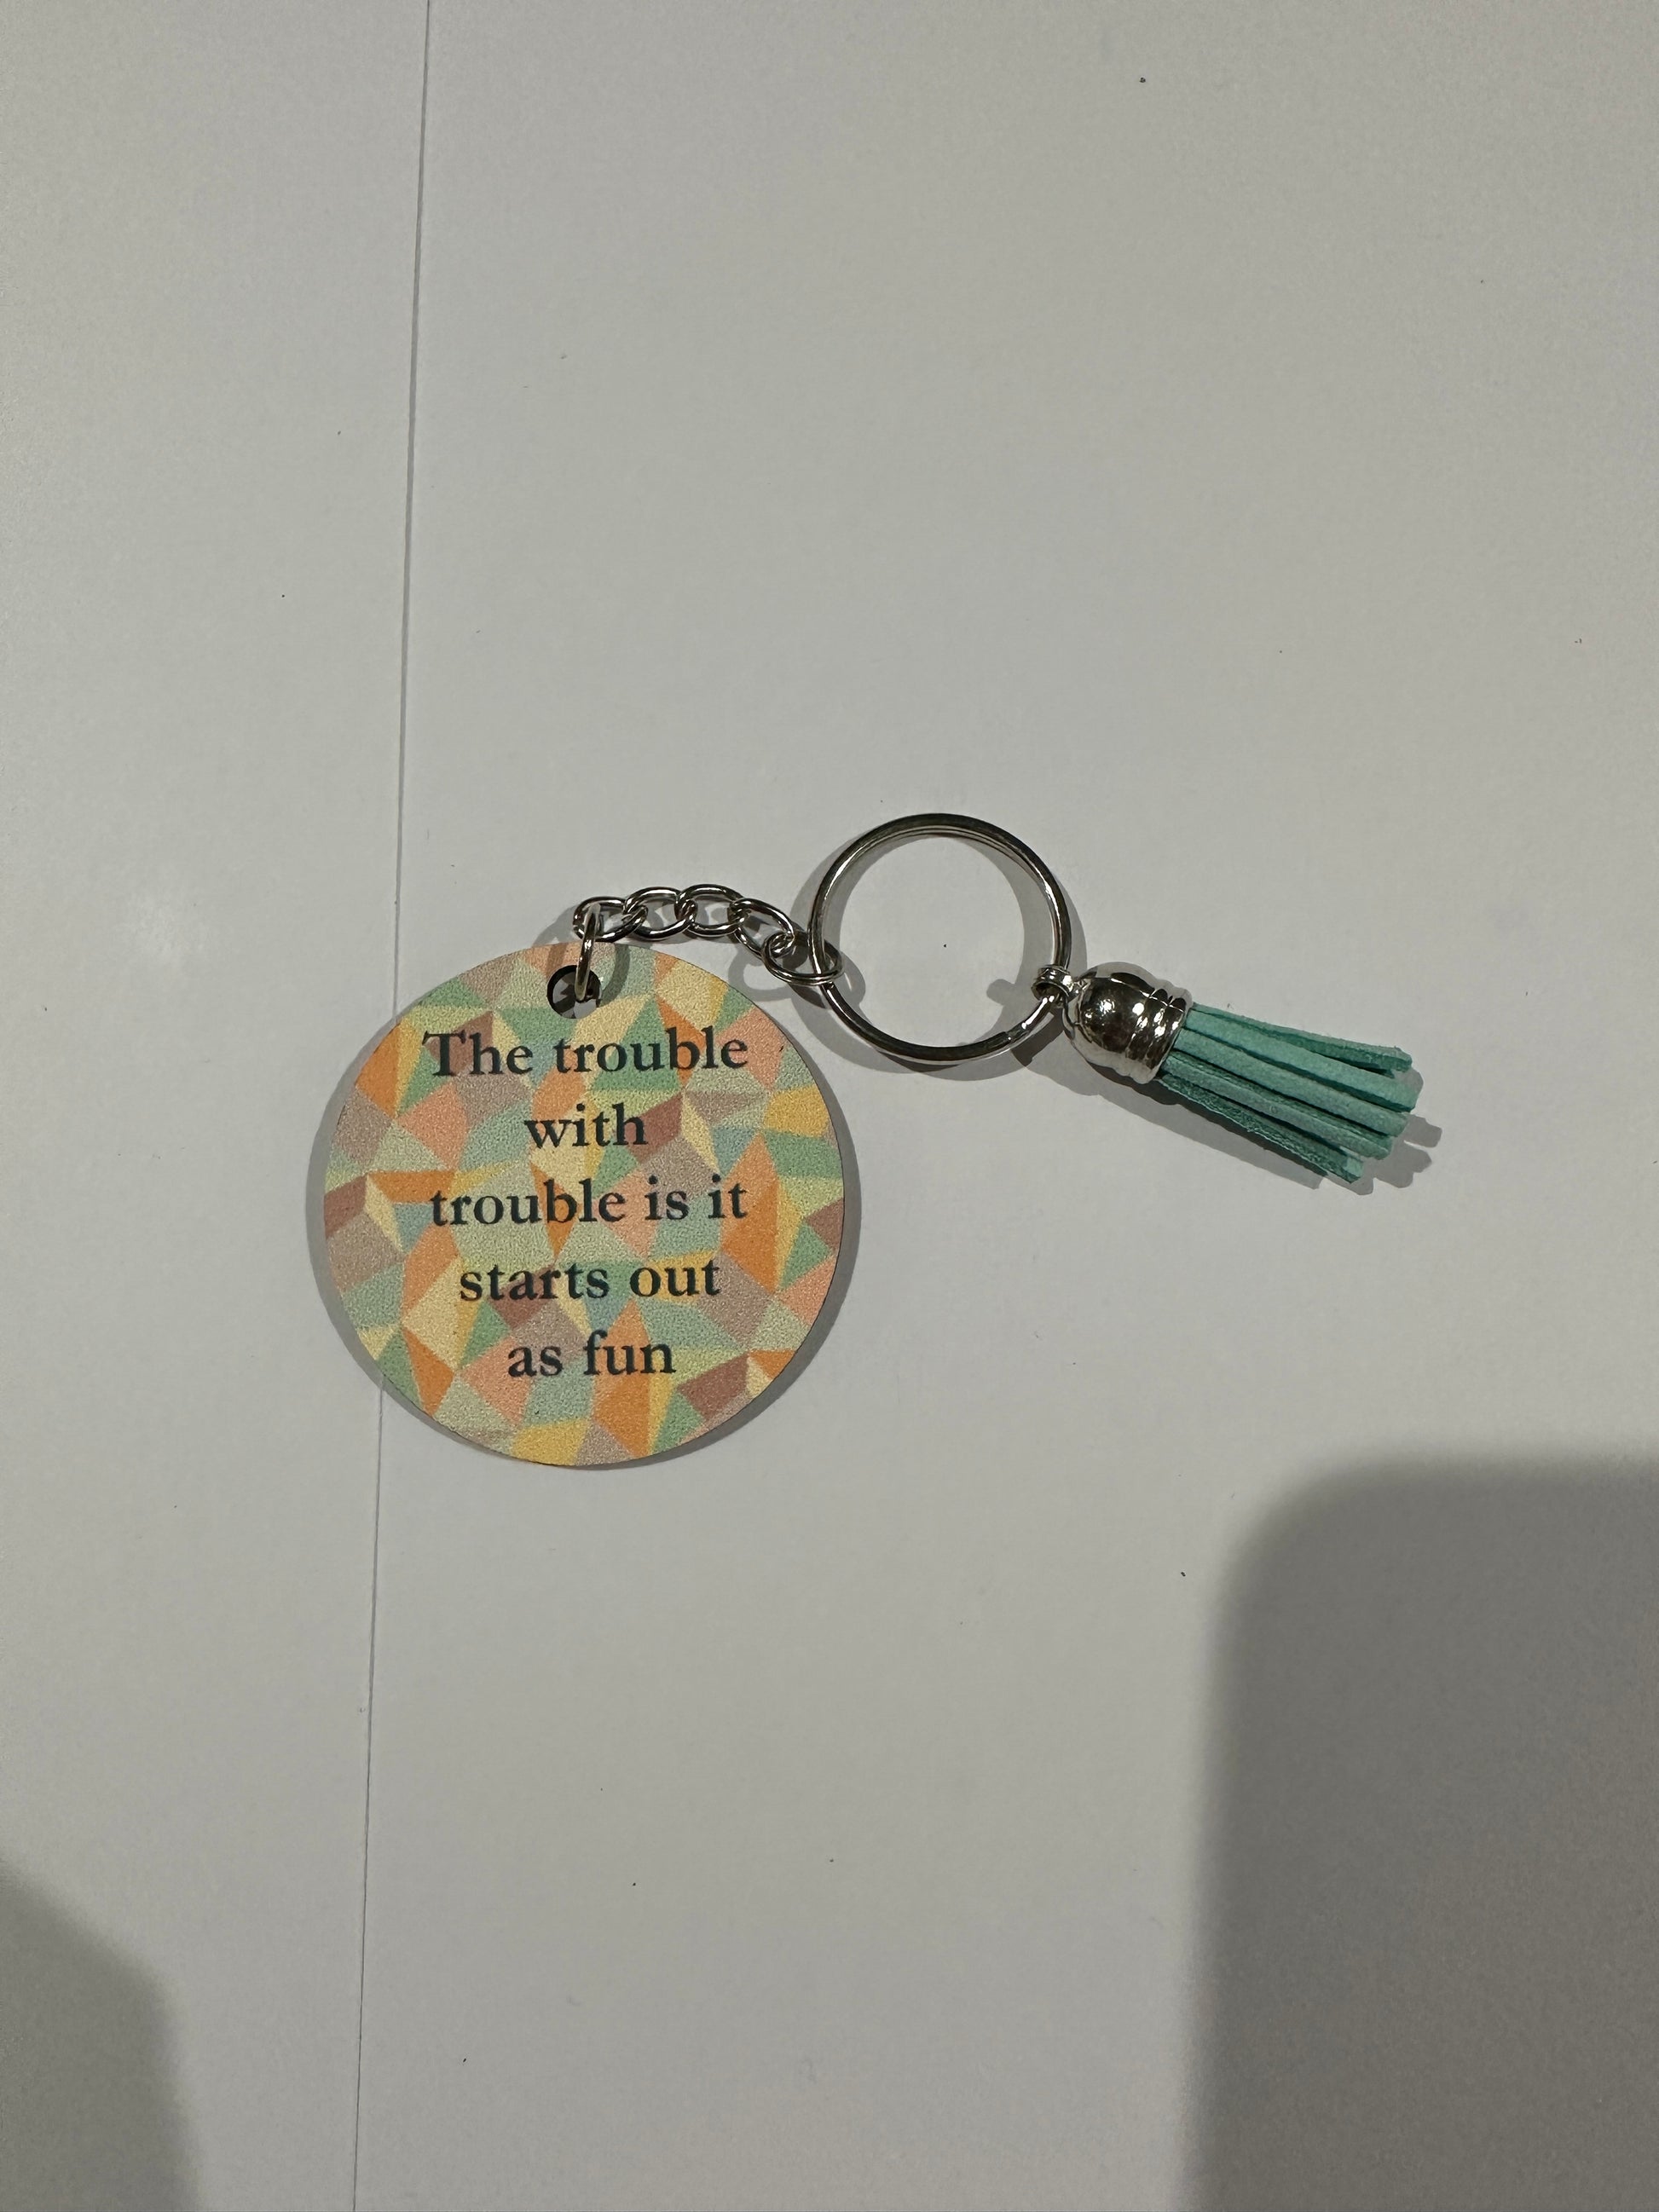 The trouble
with
trouble is it
starts out
as fun